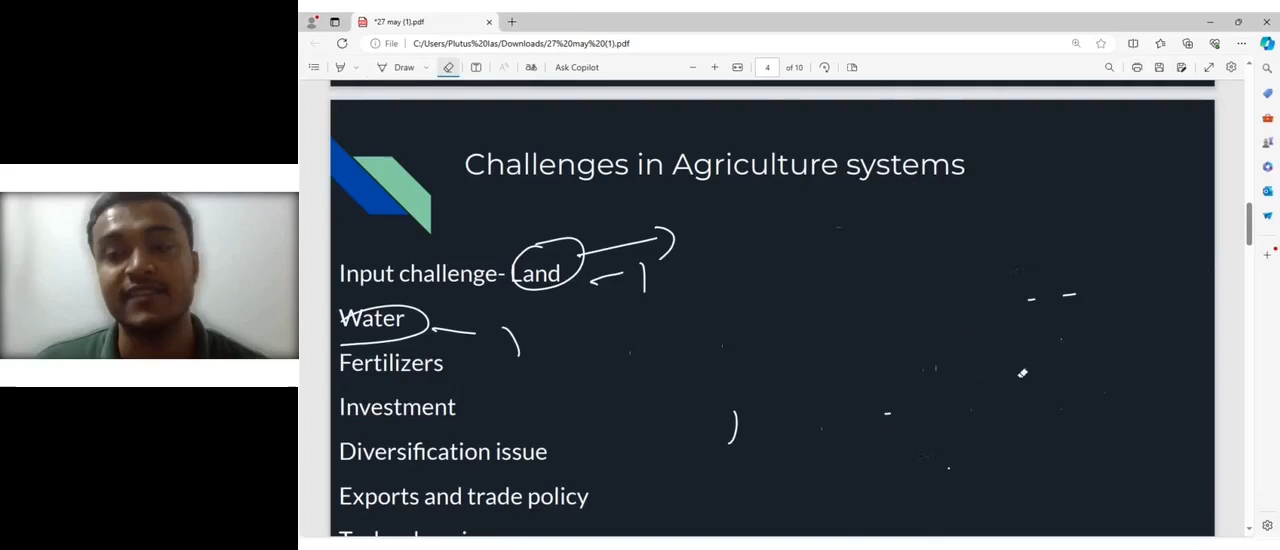 *27 may (1).pdf
File C:/Users/Plutus%20Ias/Downloads/27%20may%20(1).pdf
Draw Ask Copilot 4 of 10
Challenges in Agriculture systems
Input challenge- Land
Water
Fertilizers
Investment
Diversification issue
Exports and trade policy